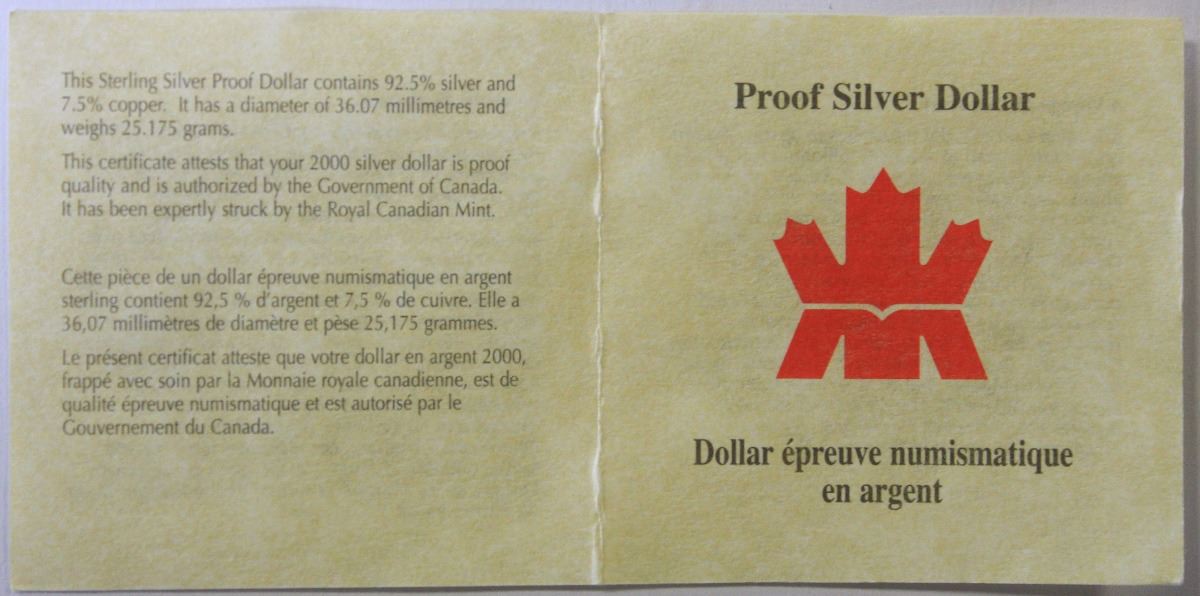 This Sterling Silver Proof Dollar contains 92.5% silver and
7.5% copper. It has a diameter of 36.07 millimetres and
weighs 25.175 grams.
This certificate attests that your 2000 silver dollar is proof
quality and is authorized by the Government of Canada.
It has been expertly struck by the Royal Canadian Mint.
Cette pièce de un dollar épreuve numismatique en argent
sterling contient 92,5 % d'argent et 7,5 % de cuivre. Elle a
36,07 millimètres de diamètre et pèse 25,175 grammes.
Le présent certificat atteste que votre dollar en argent 2000,
frappé avec soin par la Monnaie royale canadienne, est de
qualité épreuve numismatique et est autorisé par le
Gouvernement du Canada.
Proof Silver Dollar
Dollar épreuve numismatique
en argent